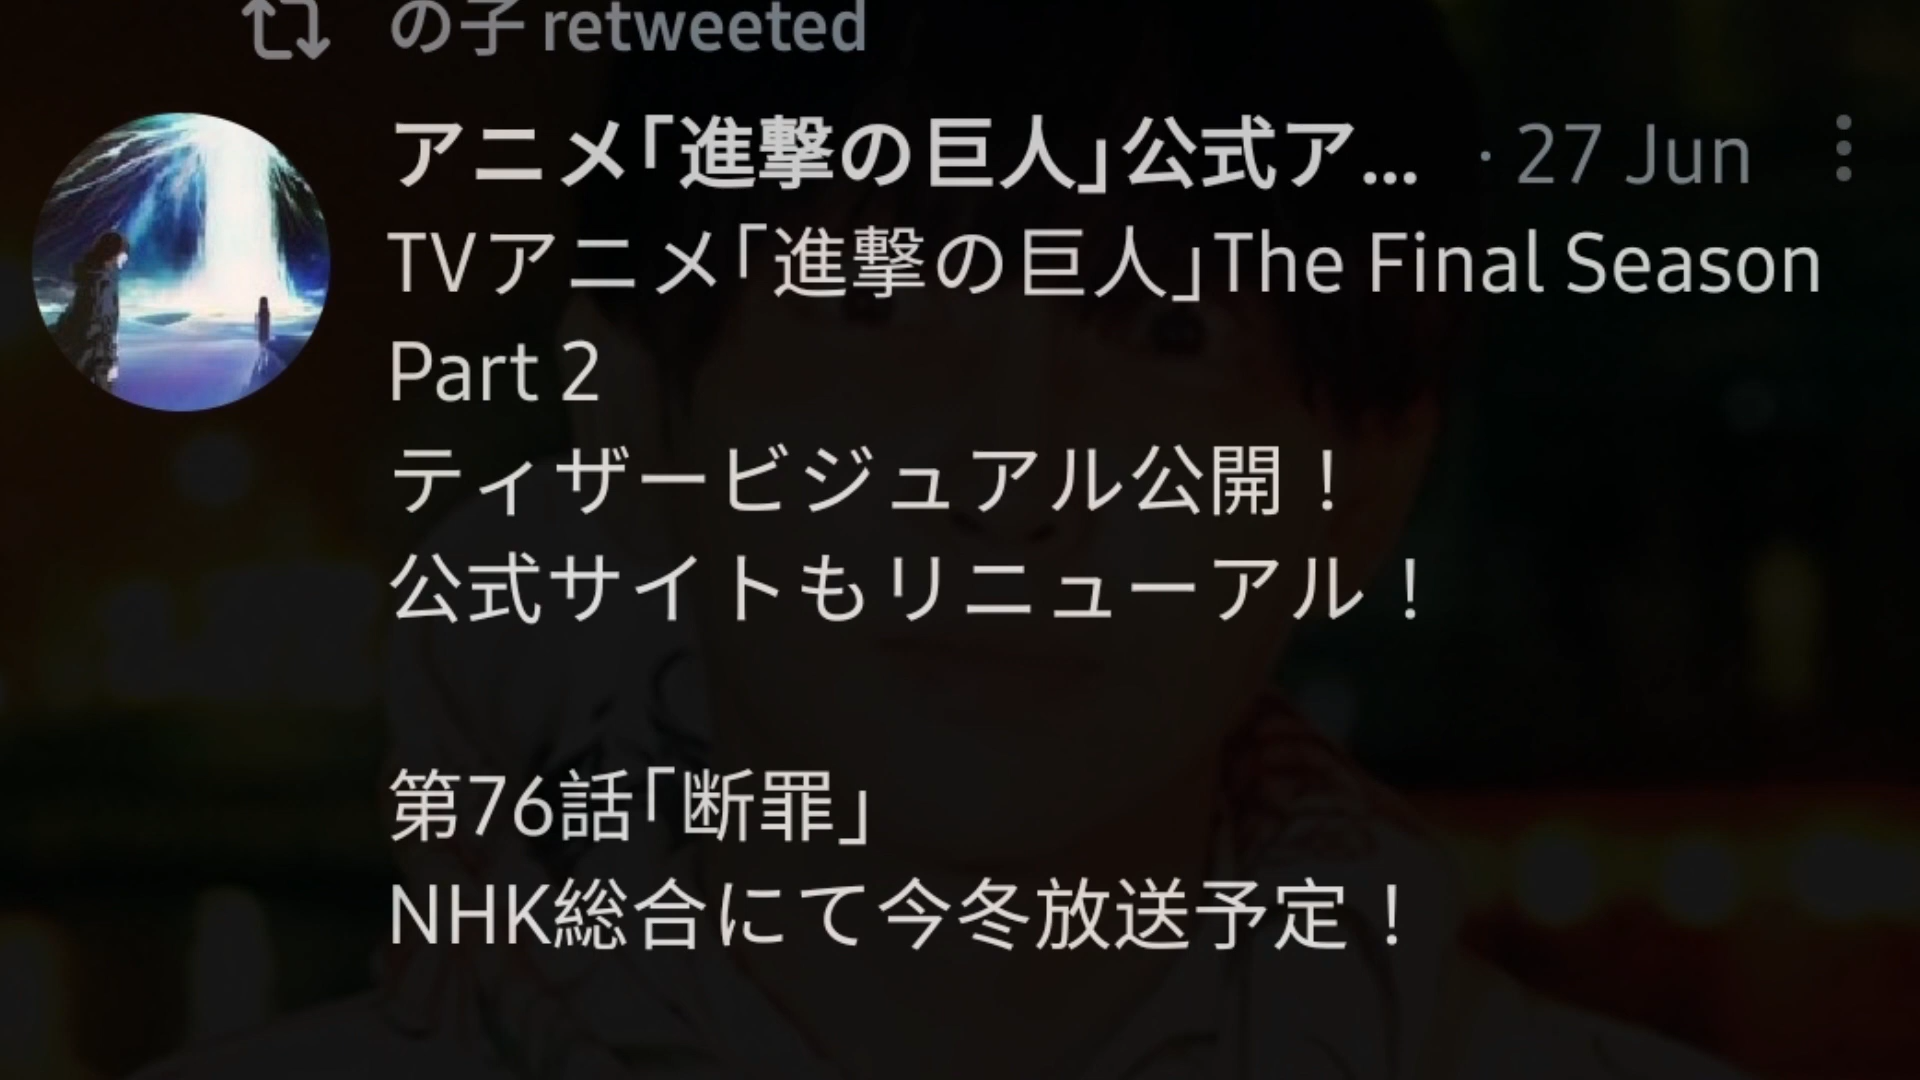 の子 retweeted
アニメ「進撃の巨人」公式ア... · 27 Jun
TVアニメ「進撃の巨人」The Final Season
Part 2
ティザービジュアル公開！
公式サイトもリニューアル！
第76話「断罪」
NHK総合にて今冬放送予定！